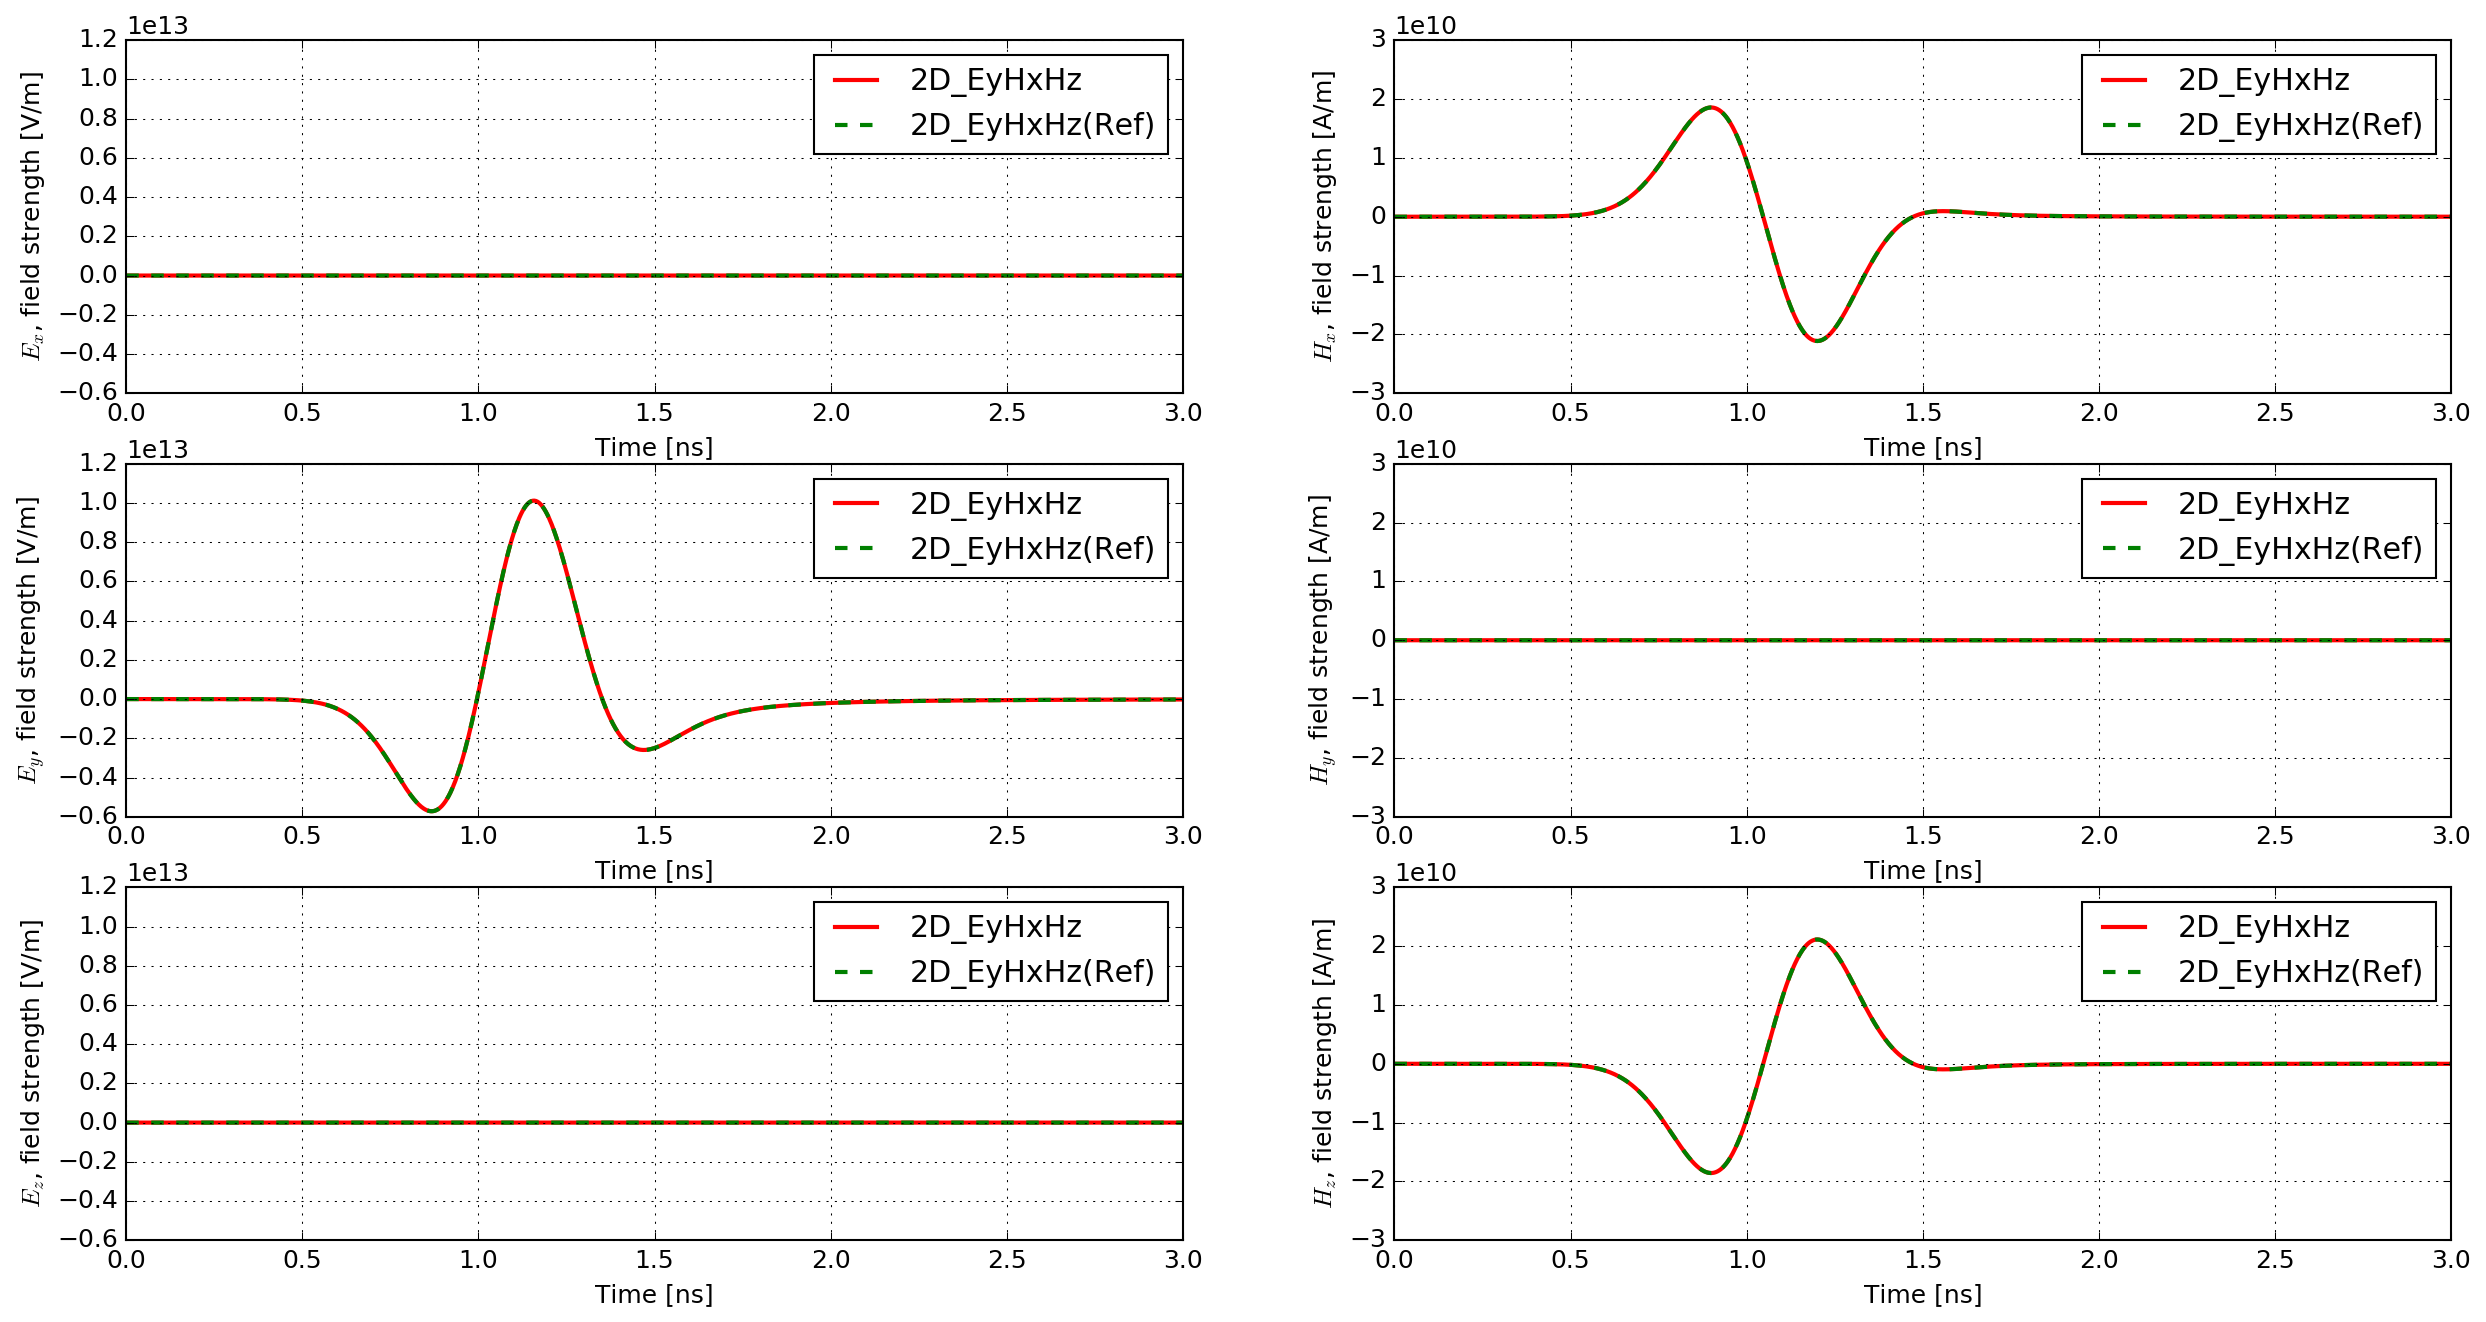 1e13
1.2
1.0
0.8
0.6
0.4
0.2
0.0
−0.2
−0.4
−0.6
0.0 0.5 1.0 1.5 2.0 2.5 3.0
Time [ns]
Ex, field strength [V/m]
2D_EyHxHz
2D_EyHxHz(Ref)
1e10
3
2
1
0
−1
−2
−3
0.0 0.5 1.0 1.5 2.0 2.5 3.0
Time [ns]
Hx, field strength [A/m]
2D_EyHxHz
2D_EyHxHz(Ref)
1e13
1.2
1.0
0.8
0.6
0.4
0.2
0.0
−0.2
−0.4
−0.6
0.0 0.5 1.0 1.5 2.0 2.5 3.0
Time [ns]
Ey, field strength [V/m]
2D_EyHxHz
2D_EyHxHz(Ref)
1e10
3
2
1
0
−1
−2
−3
0.0 0.5 1.0 1.5 2.0 2.5 3.0
Time [ns]
Hy, field strength [A/m]
2D_EyHxHz
2D_EyHxHz(Ref)
1e13
1.2
1.0
0.8
0.6
0.4
0.2
0.0
−0.2
−0.4
−0.6
0.0 0.5 1.0 1.5 2.0 2.5 3.0
Time [ns]
Ez, field strength [V/m]
2D_EyHxHz
2D_EyHxHz(Ref)
1e10
3
2
1
0
−1
−2
−3
0.0 0.5 1.0 1.5 2.0 2.5 3.0
Time [ns]
Hz, field strength [A/m]
2D_EyHxHz
2D_EyHxHz(Ref)